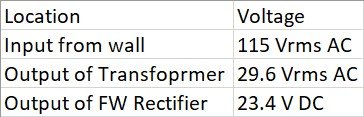 Location Voltage
Input from wall 115 Vrms AC
Output of Transfoprmer 29.6 Vrms AC
Output of FW Rectifier 23.4 V DC